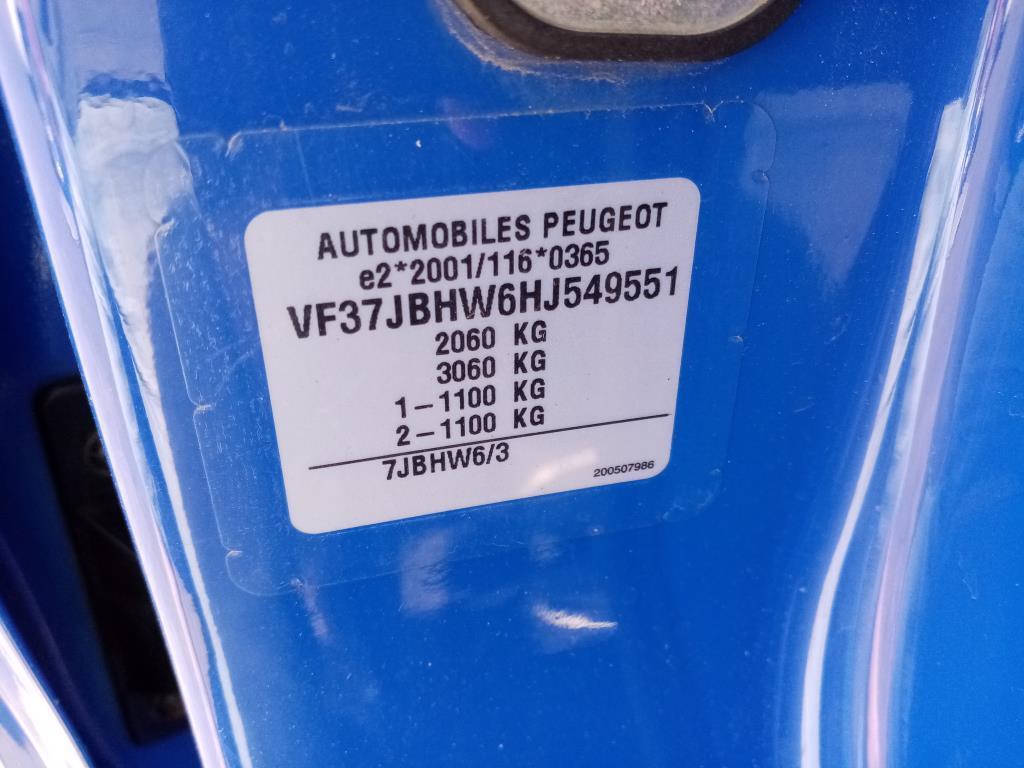 AUTOMOBILES PEUGEOT
e2*2001/116*0365
VF37JBHW6HJ549551
2060 KG
3060 KG
1-1100 KG
2-1100 KG
7JBHW6/3
200507986